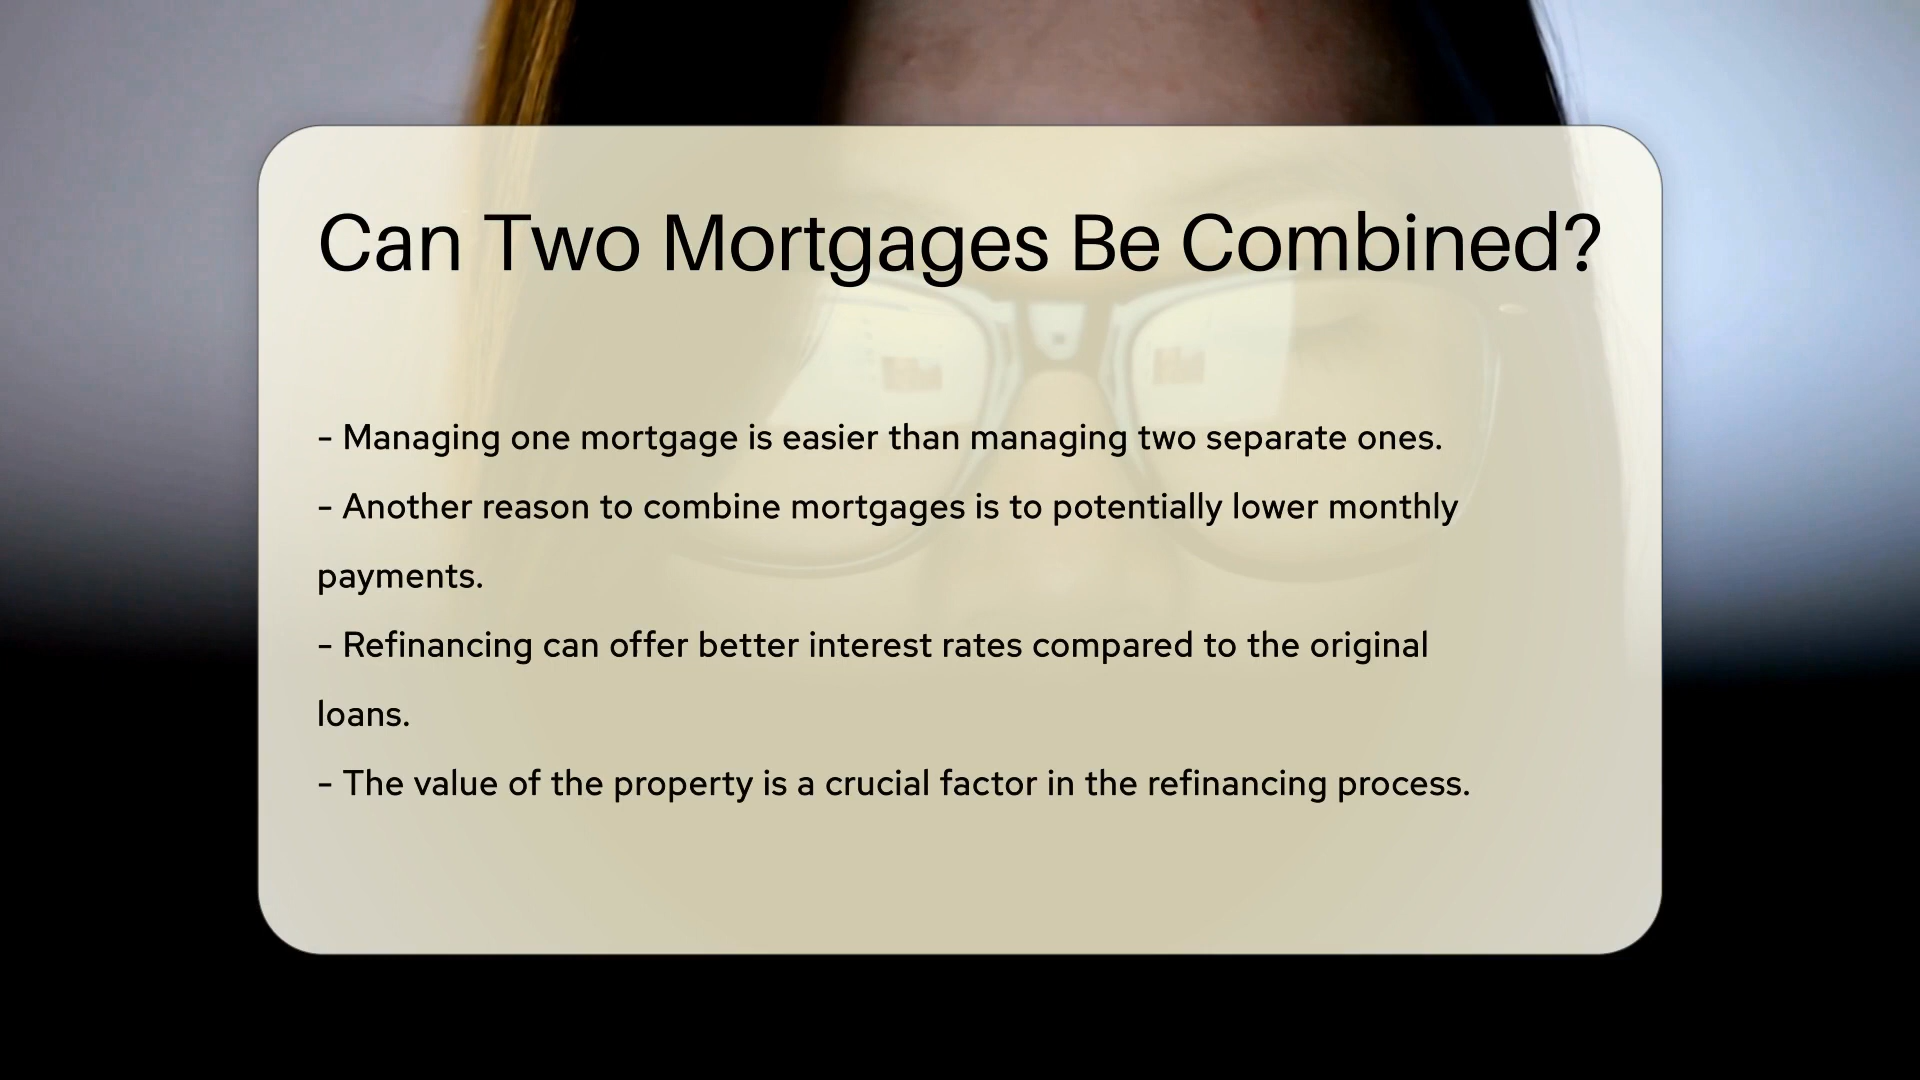 Can Two Mortgages Be Combined?
- Managing one mortgage is easier than managing two separate ones.
- Another reason to combine mortgages is to potentially lower monthly
payments.
- Refinancing can offer better interest rates compared to the original
loans.
- The value of the property is a crucial factor in the refinancing process.